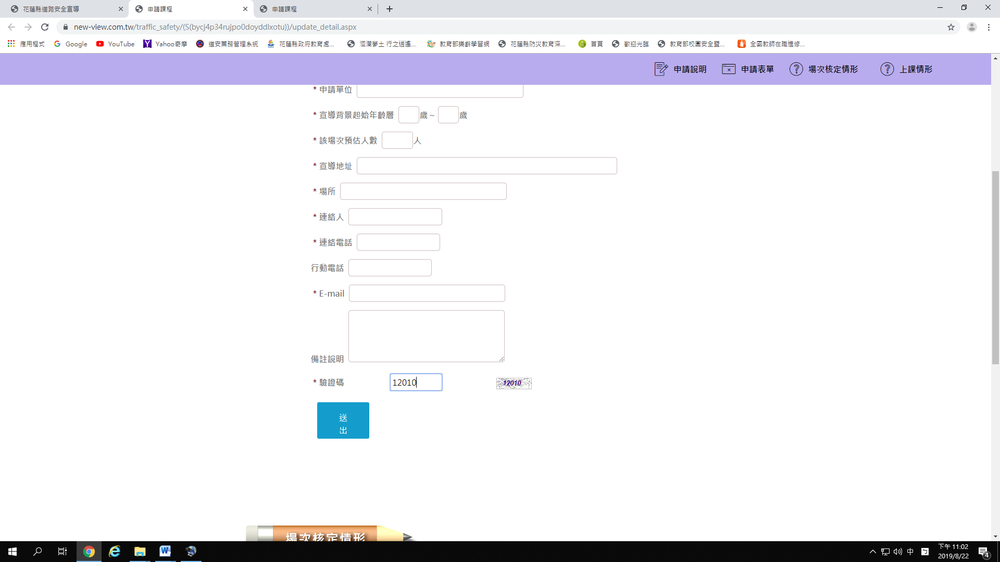 花蓮縣道路安全宣導
申請課程
申請課程
new-view.com.tw/traffic_safety/(S(bycj4p34rujpo0doyddlxotu))/update_detail.aspx
應用程式 Google YouTube Yahoo奇摩 道安業務管理系統 花蓮縣政府教育處... 洄瀾夢土 行之逍遙... 教育部樂齡學習網 花蓮縣防災教育深... 首頁 歡迎光臨 教育部校園安全暨... 全國教師在職進修...
申請說明 申請表單 場次核定情形 上課情形
* 申請單位
* 宣導背景起始年齡層 歲 ~ 歲
* 該場次預估人數 人
* 宣導地址
* 場所
* 連絡人
* 連絡電話
行動電話
* E-mail
備註說明
* 驗證碼 12010 12010
送
出
場次核定情形
中 下午 11:02
2019/8/22
4